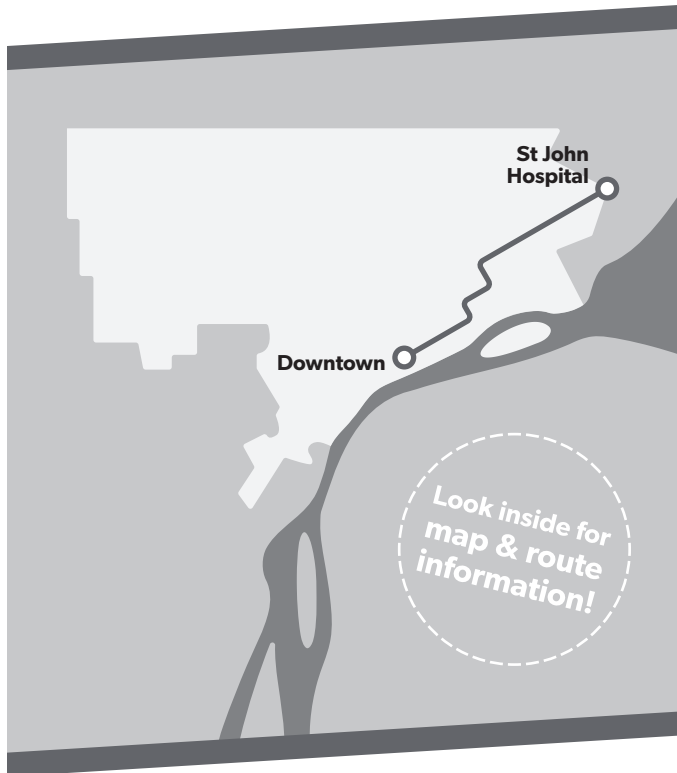 St John
Hospital
Downtown
Look inside for
map & route
information!